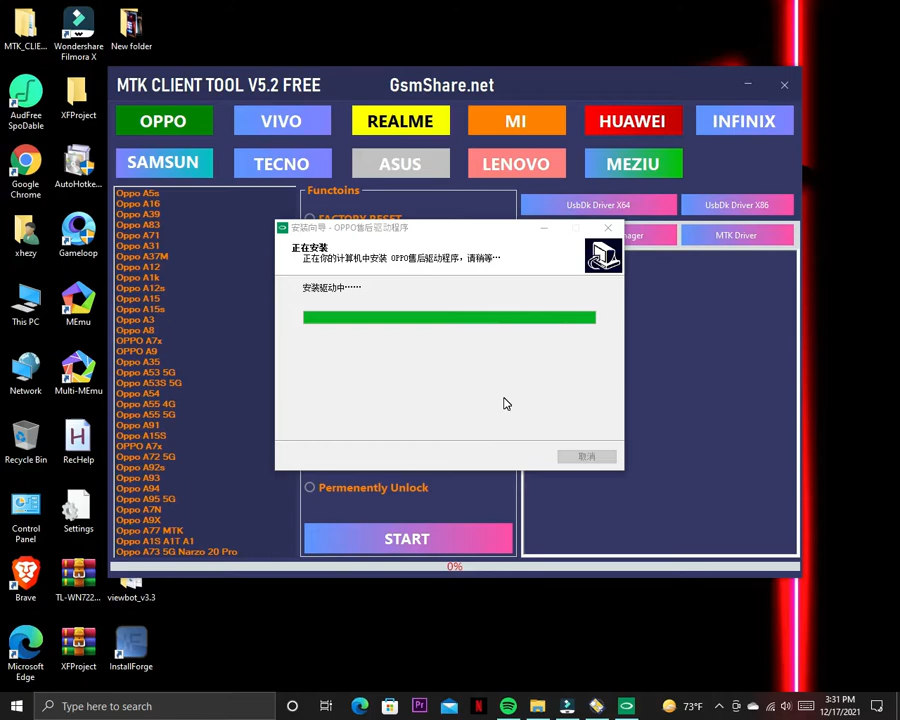 MTK_CLIE...
Wondershare Filmora X
New folder
AudFree SpoDable
XFProject
Google Chrome
AutoHotke...
xhezy
Gameloop
This PC
MEmu
Network
Multi-MEmu
Recycle Bin
RecHelp
Control Panel
Settings
Brave
TL-WN722...
viewbot_v3.3
Microsoft Edge
XFProject
InstallForge
MTK CLIENT TOOL V5.2 FREE
GsmShare.net
OPPO
VIVO
REALME
MI
HUAWEI
INFINIX
SAMSUN
TECNO
ASUS
LENOVO
MEZIU
Oppo A5s
Oppo A16
Oppo A39
Oppo A83
Oppo A71
Oppo A31
Oppo A37M
Oppo A12
Oppo A1k
Oppo A12s
Oppo A15
Oppo A15s
Oppo A3
Oppo A8
OPPO A7x
OPPO A9
Oppo A35
Oppo A53 5G
Oppo A53S 5G
Oppo A54
Oppo A55 4G
Oppo A55 5G
Oppo A91
Oppo A15S
OPPO A7x
Oppo A72 5G
Oppo A92s
Oppo A93
Oppo A94
Oppo A95 5G
Oppo A7N
Oppo A9X
Oppo A77 MTK
Oppo A1S A1T A1
Oppo A73 5G Narzo 20 Pro
Functoins
FACTORY RESET
UsbDk Driver X64
UsbDk Driver X86
nager
MTK Driver
安装向导 - OPPO售后驱动程序
正在安装
正在你的计算机中安装 OPPO售后驱动程序，请稍等…
安装驱动中……
取消
Permenently Unlock
START
0%
Type here to search
73°F
3:31 PM
12/17/2021